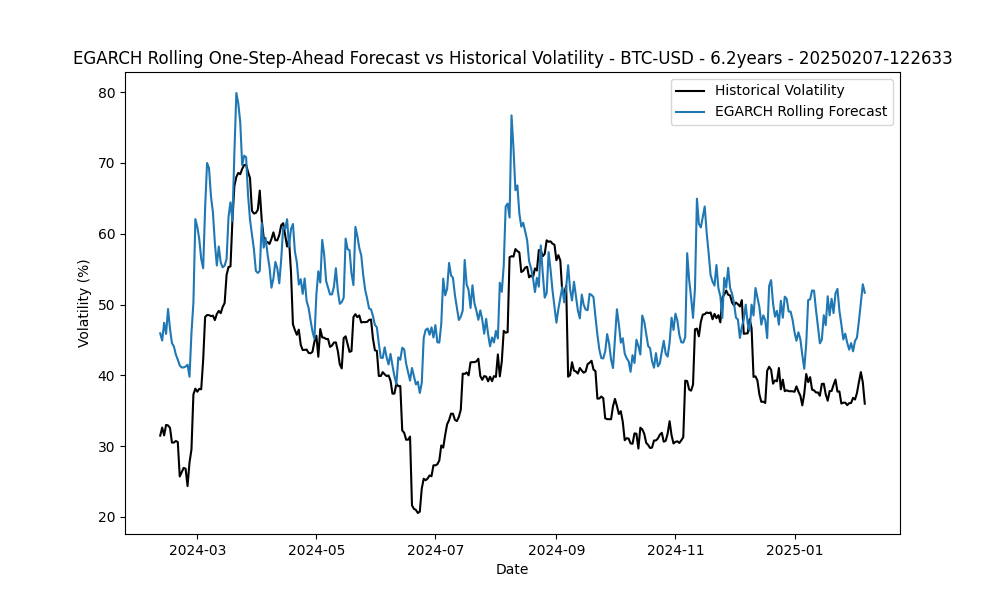 EGARCH Rolling One-Step-Ahead Forecast vs Historical Volatility - BTC-USD - 6.2years - 20250207-122633
Historical Volatility
EGARCH Rolling Forecast
Volatility (%)
80
70
60
50
40
30
20
2024-03 2024-05 2024-07 2024-09 2024-11 2025-01
Date